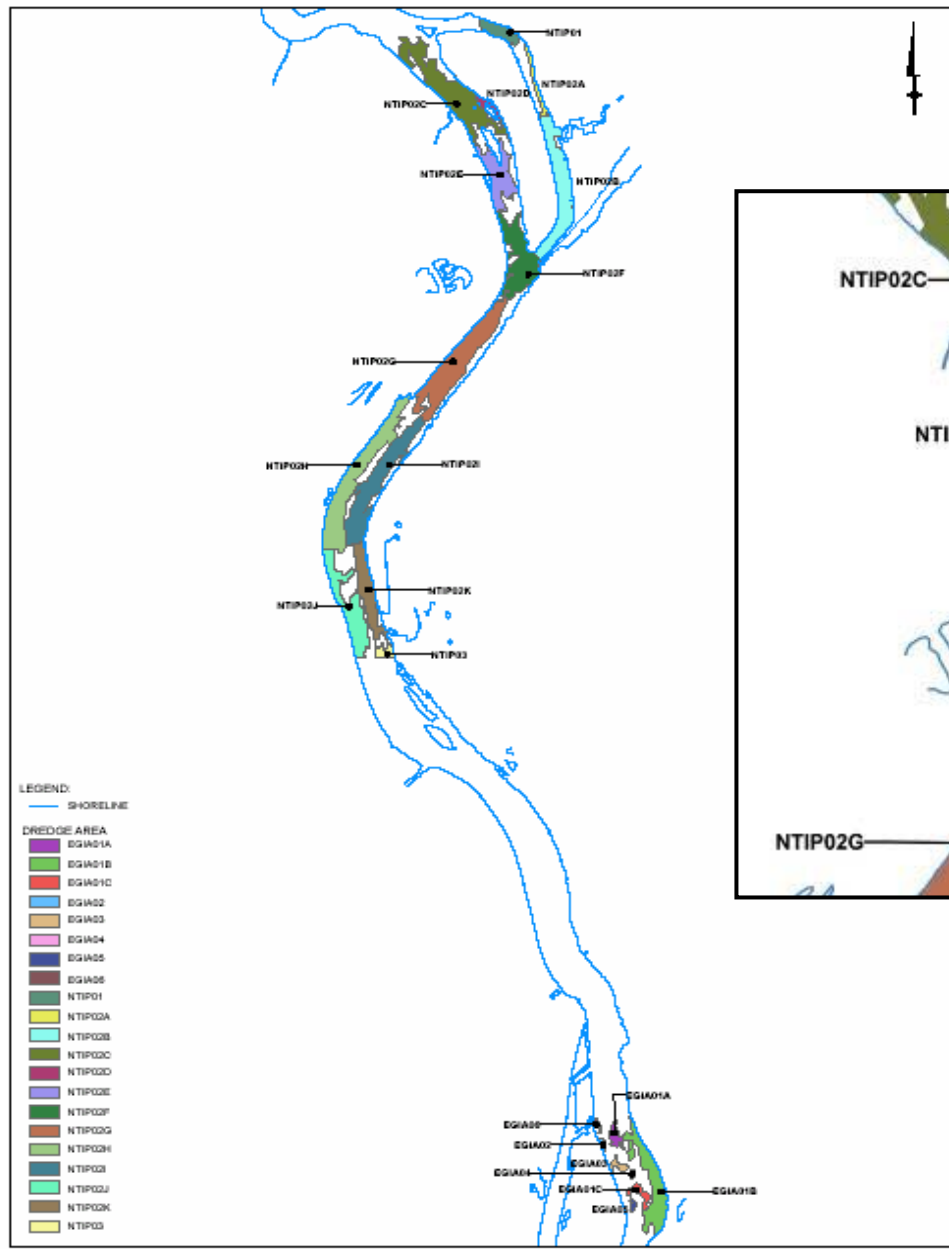 NTIP01
NTIP02A
NTIP02D
NTIP02C
NTIP02E
NTIP02B
NTIP02F
NTIP02G
NTIP02H
NTIP02I
NTIP02K
NTIP02J
NTIP03
NTIP02C
NTI
NTIP02G
LEGEND:
SHORELINE
DREDGE AREA
EGIA01A
EGIA01B
EGIA01C
EGIA02
EGIA03
EGIA04
EGIA05
EGIA06
NTIP01
NTIP02A
NTIP02B
NTIP02C
NTIP02D
NTIP02E
NTIP02F
NTIP02G
NTIP02H
NTIP02I
NTIP02J
NTIP02K
NTIP03
EGIA01A
EGIA06
EGIA02
EGIA03
EGIA04
EGIA01C
EGIA01B
EGIA05